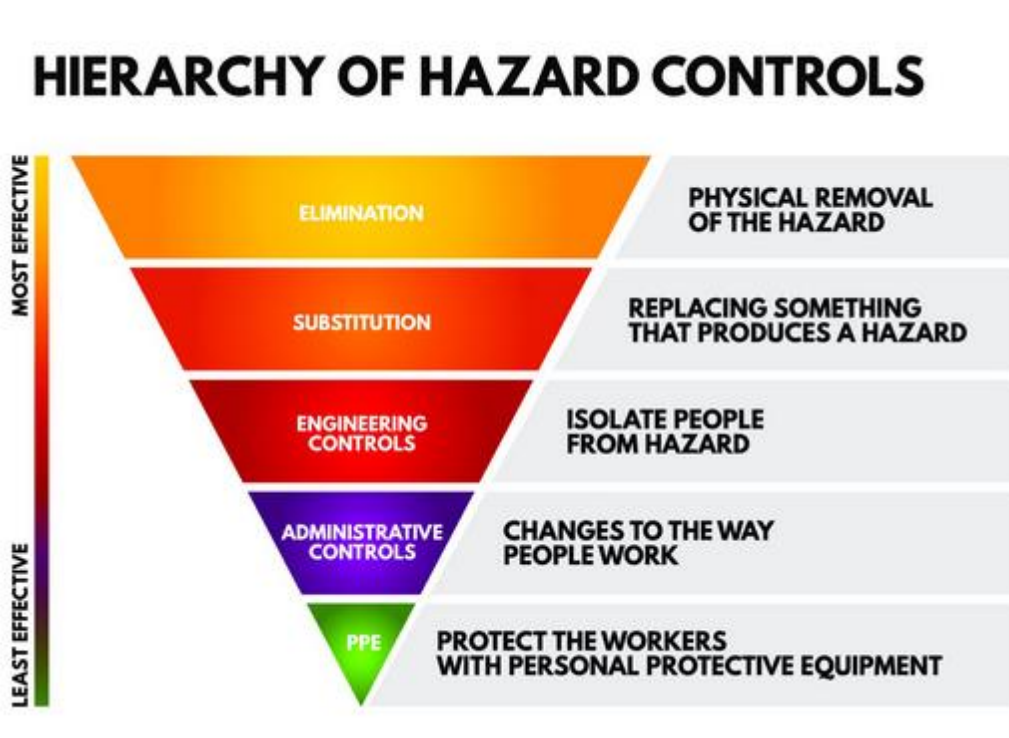 HIERARCHY OF HAZARD CONTROLS
MOST EFFECTIVE
LEAST EFFECTIVE
ELIMINATION
PHYSICAL REMOVAL
OF THE HAZARD
SUBSTITUTION
REPLACING SOMETHING
THAT PRODUCES A HAZARD
ENGINEERING
CONTROLS
ISOLATE PEOPLE
FROM HAZARD
ADMINISTRATIVE
CONTROLS
CHANGES TO THE WAY
PEOPLE WORK
PPE
PROTECT THE WORKERS
WITH PERSONAL PROTECTIVE EQUIPMENT